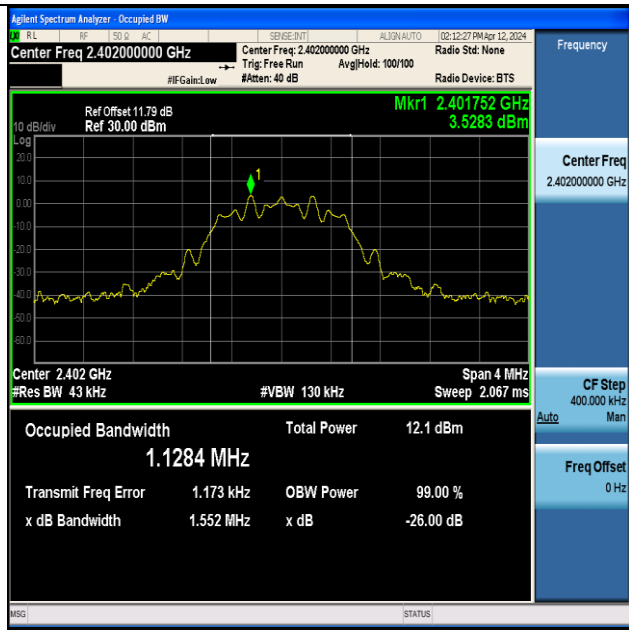 Agilent Spectrum Analyzer - Occupied BW
LXI RL RF 50 Ω AC SENSE:INT ALIGN AUTO 02:12:27 PM Apr 12, 2024
Center Freq 2.402000000 GHz
Center Freq: 2.402000000 GHz
Radio Std: None
Trig: Free Run Avg|Hold: 100/100
#IFGain:Low #Atten: 40 dB Radio Device: BTS
Frequency
Ref Offset 11.79 dB
Mkr1 2.401752 GHz
10 dB/div Ref 30.00 dBm 3.5283 dBm
Log
20.0
10.0
0.00
-10.0
-20.0
-30.0
-40.0
-50.0
-60.0
1
Center 2.402 GHz Span 4 MHz
#Res BW 43 kHz #VBW 130 kHz Sweep 2.067 ms
Occupied Bandwidth Total Power 12.1 dBm
1.1284 MHz
Transmit Freq Error 1.173 kHz OBW Power 99.00 %
x dB Bandwidth 1.552 MHz x dB -26.00 dB
Center Freq
2.402000000 GHz
CF Step
400.000 kHz
Auto Man
Freq Offset
0 Hz
MSG STATUS